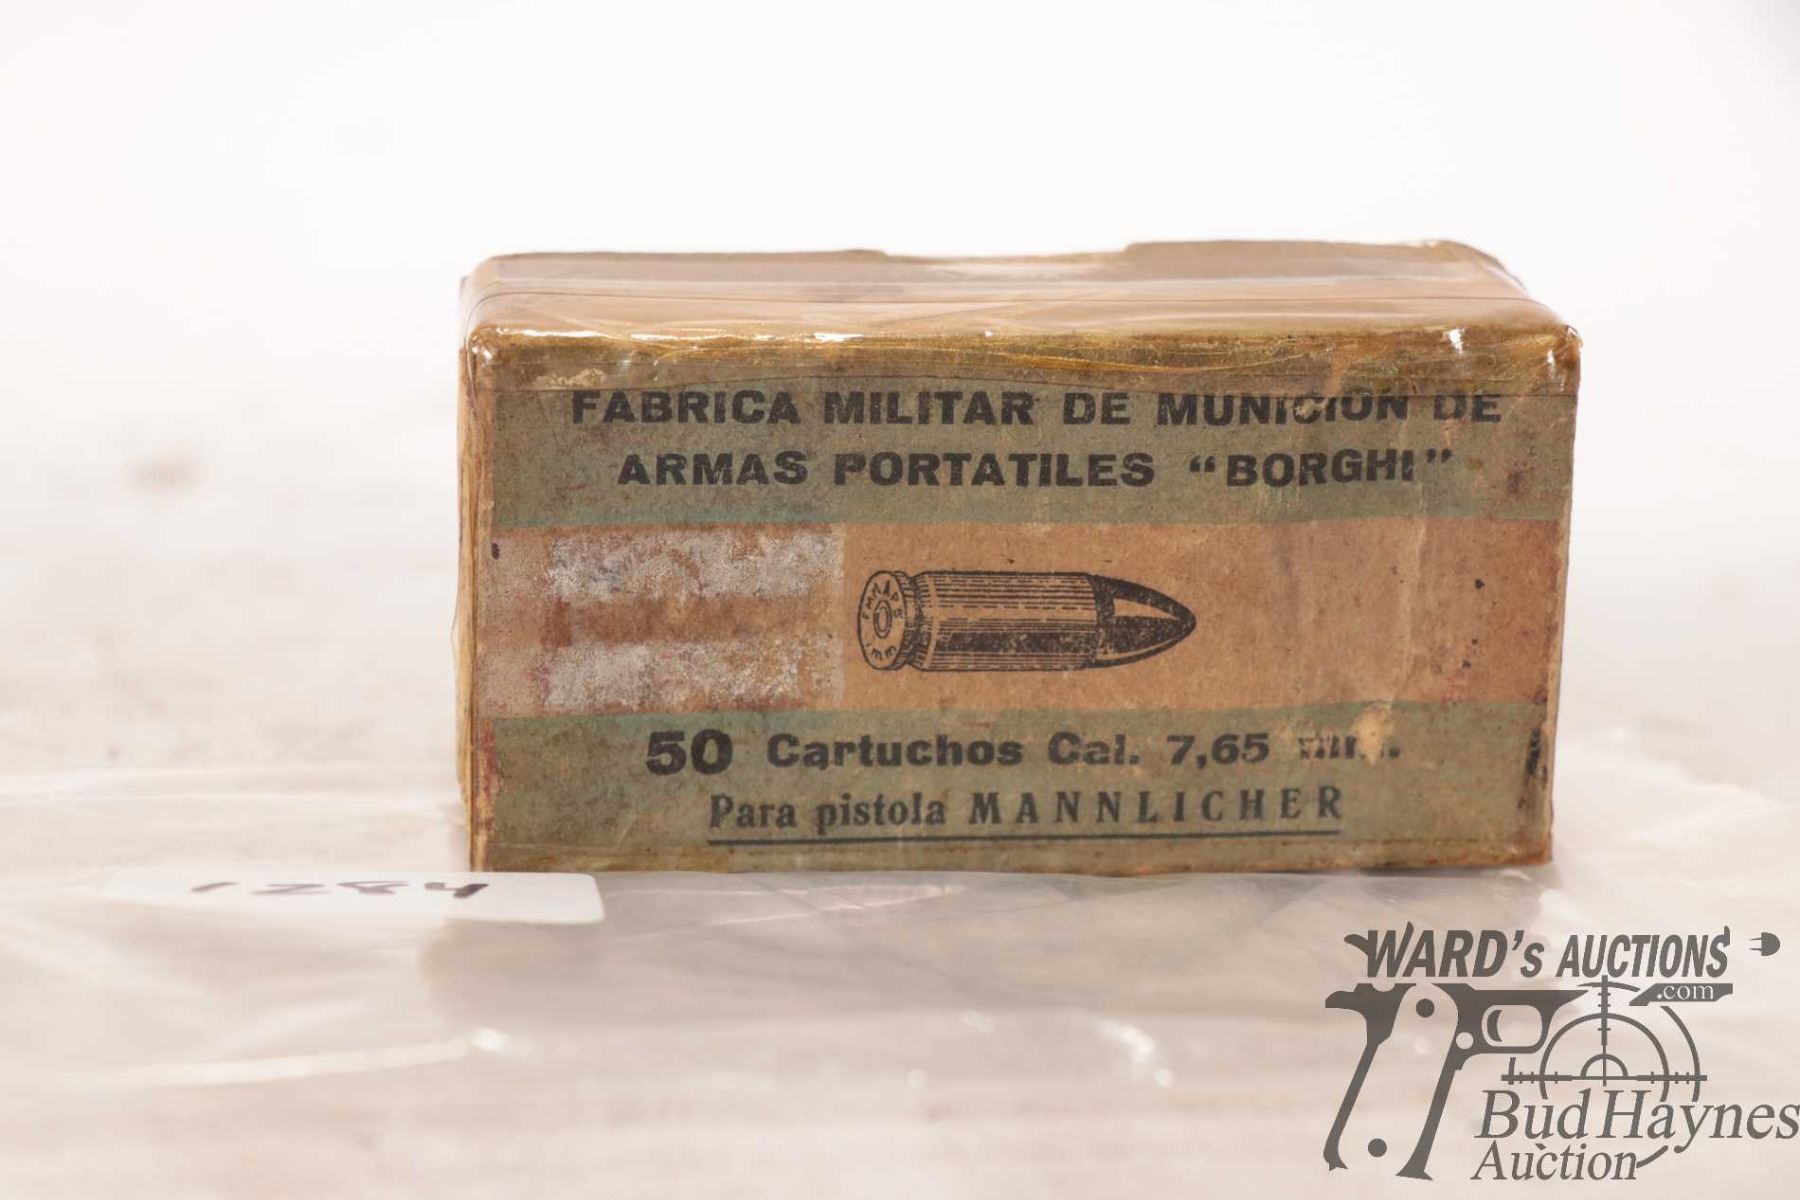 FABRICA MILITAR DE MUNICION DE
ARMAS PORTATILES “BORGHI”
50 Cartuchos Cal. 7,65 mm.
Para pistola MANNLICHER
1284
WARD's AUCTIONS
.com
Bud Haynes
Auction